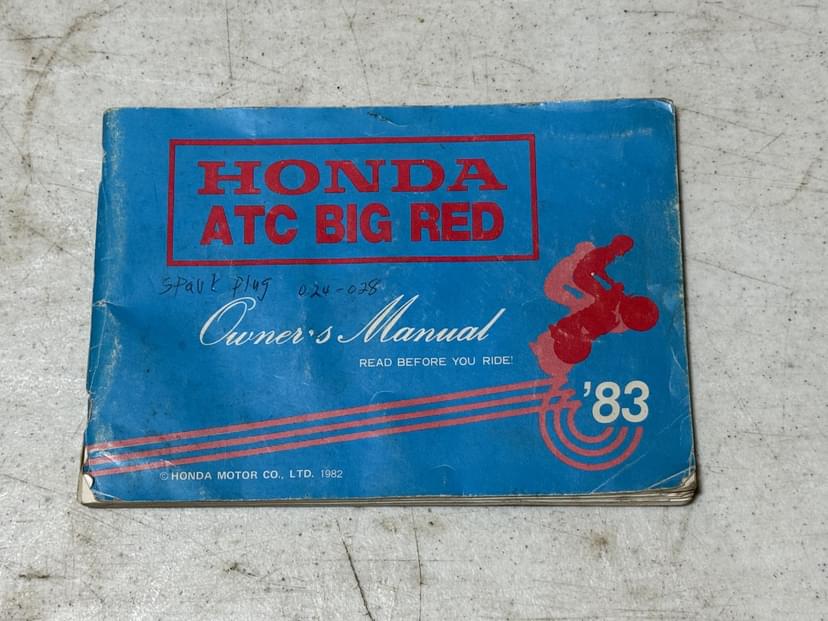 HONDA
ATC BIG RED
Spark Plug 024-028
Owner's Manual
READ BEFORE YOU RIDE!
'83
© HONDA MOTOR CO., LTD. 1982